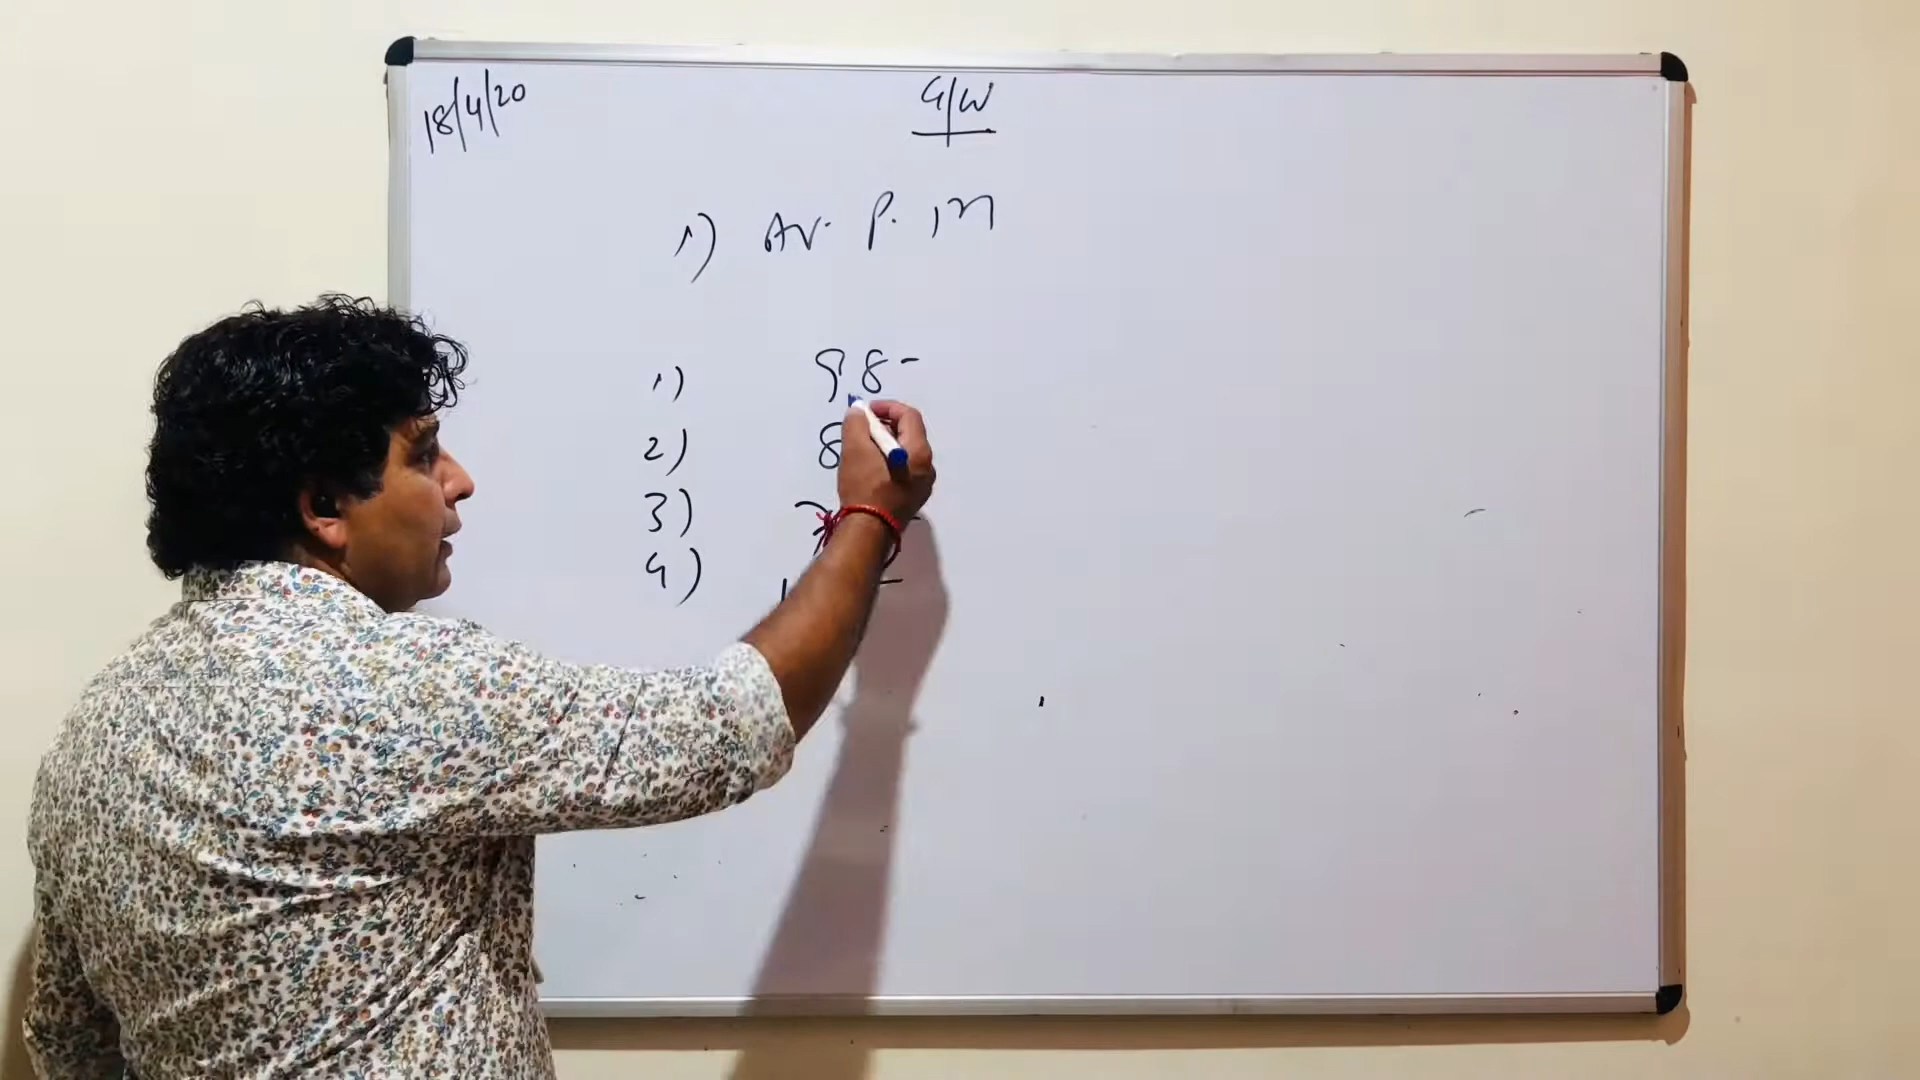 18/4/20
G/W
1) Av. P. M
1) 98-
2) 8
3)
4)